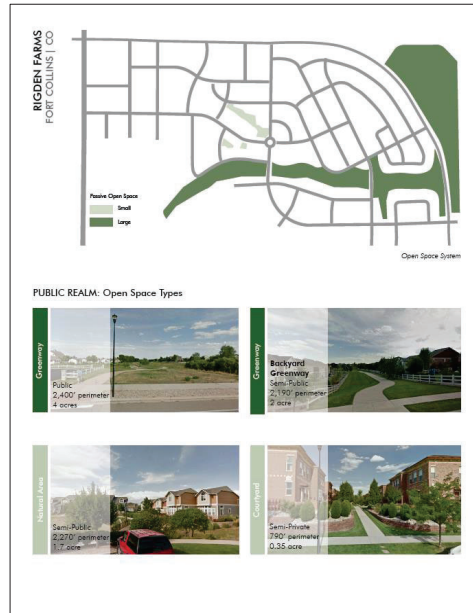 RIGDEN FARMS
FORT COLLINS | CO
Passive Open Space
Small
Large
Open Space System
PUBLIC REALM: Open Space Types
Greenway
Public
2,400' perimeter
4 acres
Greenway
Backyard
Greenway
Semi-Public
2,190' perimeter
2 acre
Natural Area
Semi-Public
2,270' perimeter
1.7 acre
Courtyard
Semi-Private
790' perimeter
0.35 acre